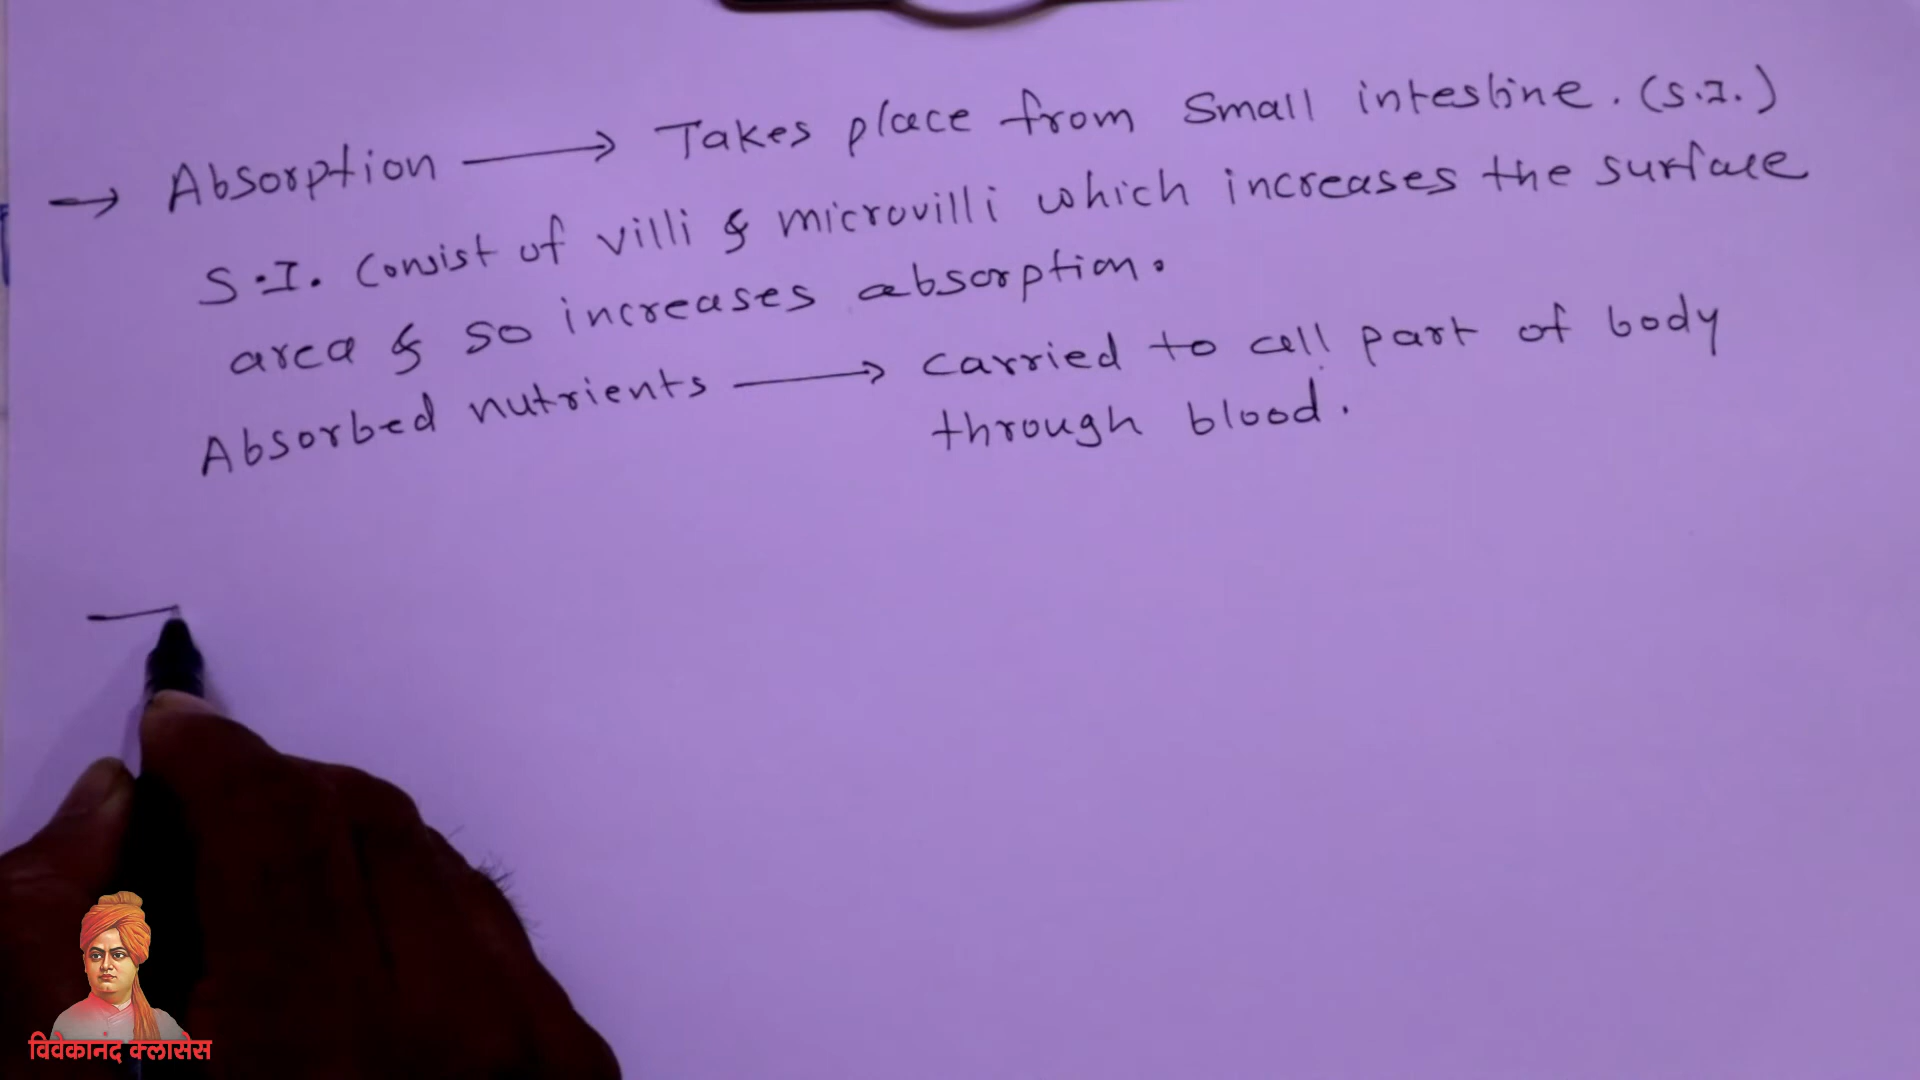 → Absorption → Takes place from Small intestine. (S.I.)
S.I. Consist of villi & microvilli which increases the surface
area & so increases absorption.
Absorbed nutrients → carried to cell part of body
through blood.
विवेकानंद क्लासेस